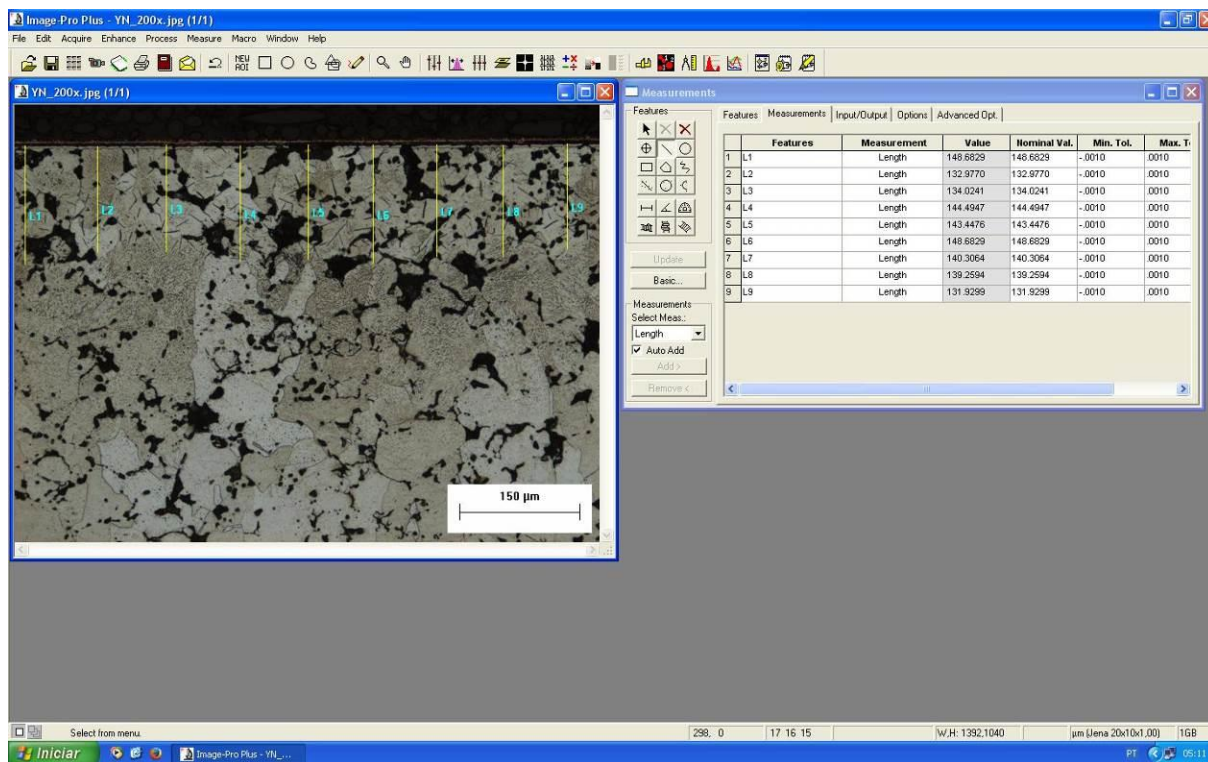 Image-Pro Plus - YN_200x.jpg (1/1)
File Edit Acquire Enhance Process Measure Macro Window Help
NEW AOI
YN_200x.jpg (1/1)
L1 L2 L3 L4 L5 L6 L7 L8 L9
150 µm
Measurements
Features
Features Measurements Input/Output Options Advanced Opt.
Features Measurement Value Nominal Val. Min. Tol. Max. T
1 L1 Length 148.6829 148.6829 -.0010 .0010
2 L2 Length 132.9770 132.9770 -.0010 .0010
3 L3 Length 134.0241 134.0241 -.0010 .0010
4 L4 Length 144.4947 144.4947 -.0010 .0010
5 L5 Length 143.4476 143.4476 -.0010 .0010
6 L6 Length 148.6829 148.6829 -.0010 .0010
7 L7 Length 140.3064 140.3064 -.0010 .0010
8 L8 Length 139.2594 139.2594 -.0010 .0010
9 L9 Length 131.9299 131.9299 -.0010 .0010
Update
Basic...
Measurements
Select Meas.:
Length
Auto Add
Add >
Remove <
Select from menu.
298, 0
17 16 15
W,H: 1392,1040
µm (Jena 20x10x1,00)
1GB
Iniciar
Image-Pro Plus - YN_...
PT
05:11